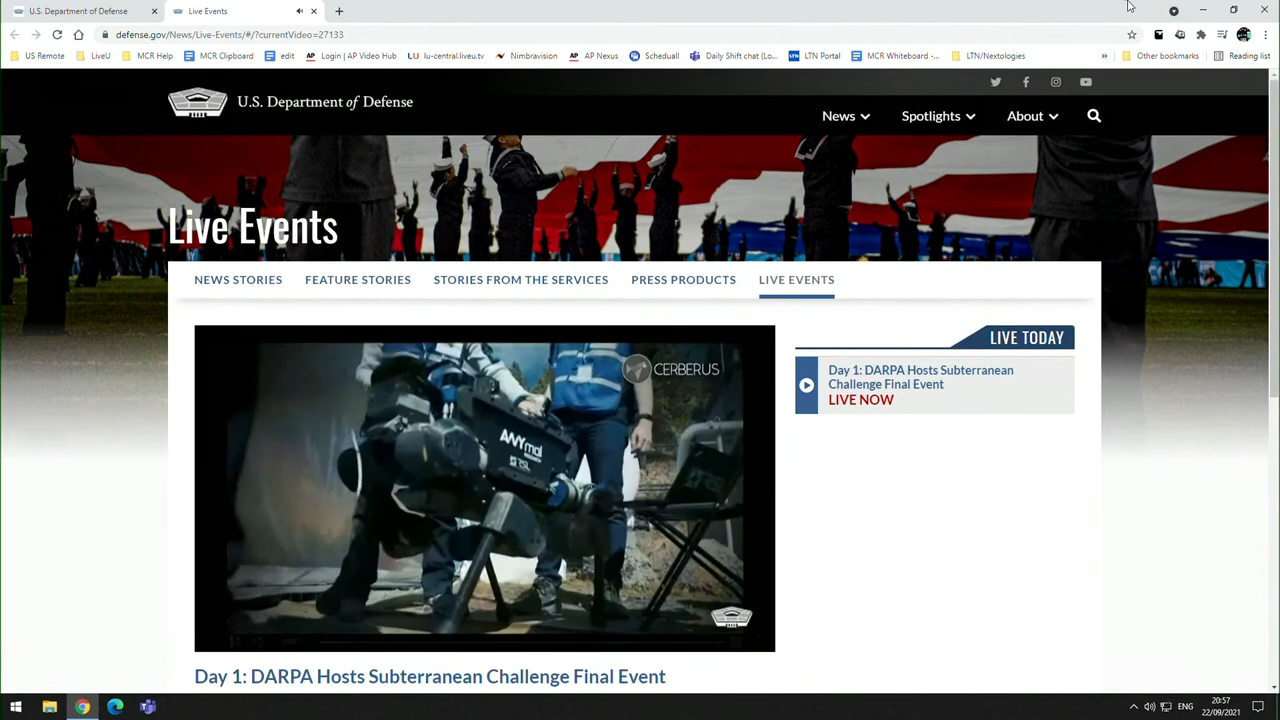 U.S. Department of Defense
Live Events
defense.gov/News/Live-Events/#/?currentVideo=27133
US Remote
LiveU
MCR Help
MCR Clipboard
edit
Login | AP Video Hub
lu-central.liveu.tv
Nimbravision
AP Nexus
Scheduall
Daily Shift chat (Lo...
LTN Portal
MCR Whiteboard -...
LTN/Nextologies
»
Other bookmarks
Reading list
U.S. Department of Defense
News
Spotlights
About
Live Events
NEWS STORIES
FEATURE STORIES
STORIES FROM THE SERVICES
PRESS PRODUCTS
LIVE EVENTS
CERBERUS
ANYmal
RSL
LIVE TODAY
Day 1: DARPA Hosts Subterranean
Challenge Final Event
LIVE NOW
Day 1: DARPA Hosts Subterranean Challenge Final Event
ENG
20:57
22/09/2021